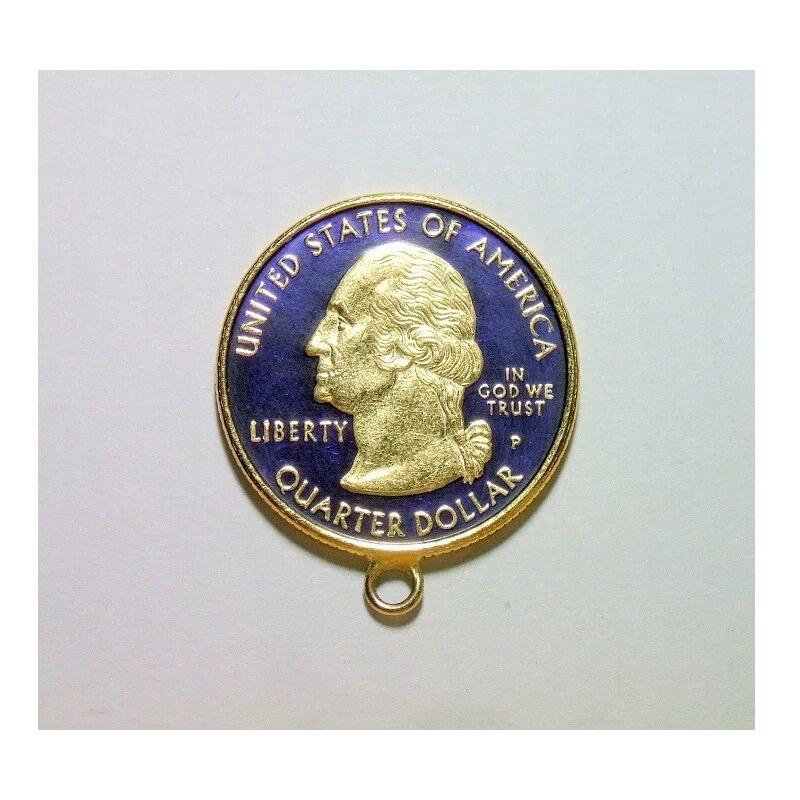 UNITED STATES OF AMERICA
IN
GOD WE
TRUST
LIBERTY
P
QUARTER DOLLAR